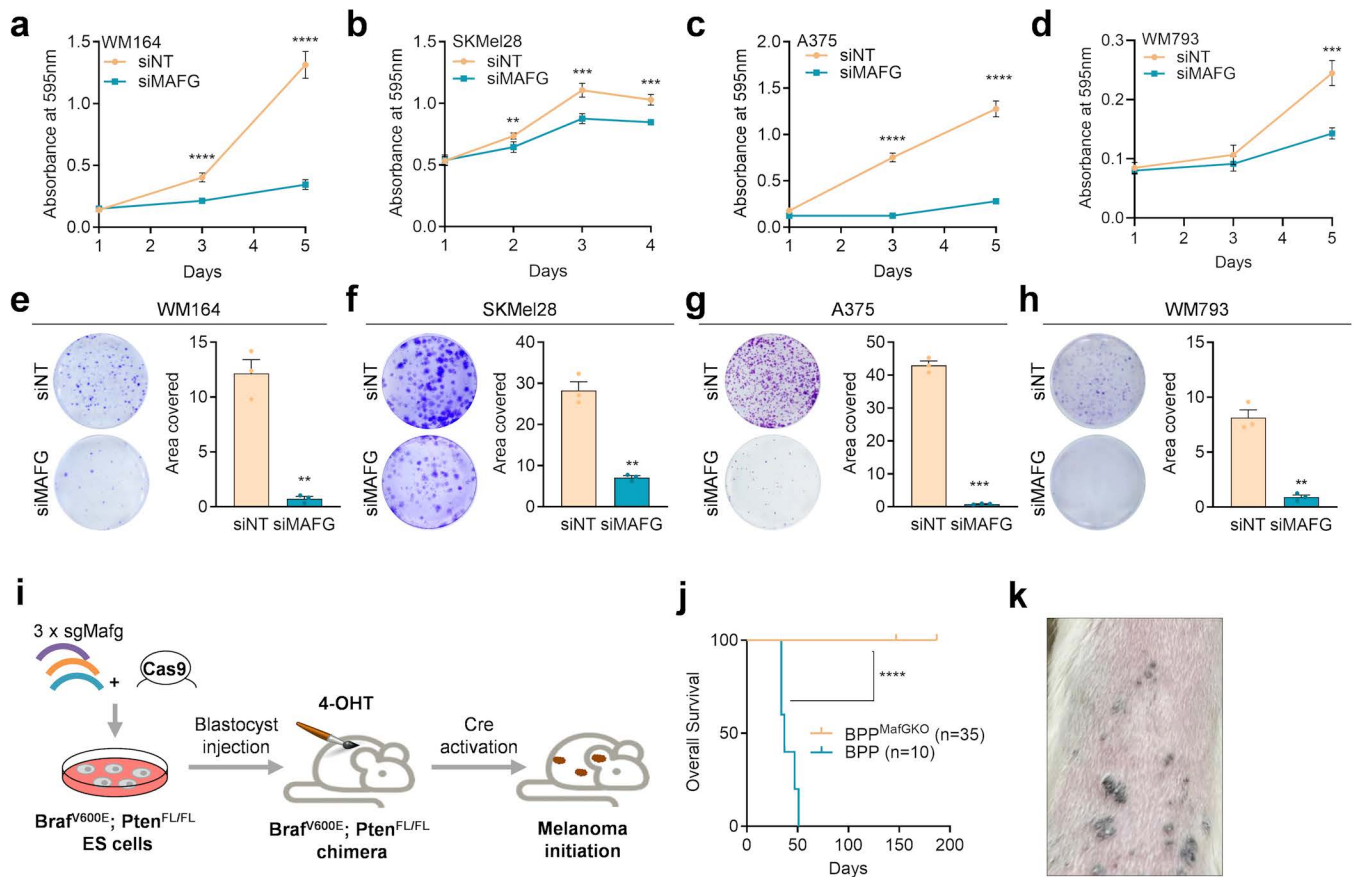 a
WM164
siNT
siMAFG
Absorbance at 595nm
1.5
1.0
0.5
0.0
****
****
1 2 3 4 5
Days
b
SKMel28
siNT
siMAFG
Absorbance at 595nm
1.5
1.0
0.5
0.0
**
***
***
1 2 3 4
Days
c
A375
siNT
siMAFG
Absorbance at 595nm
2.0
1.5
1.0
0.5
0.0
****
****
1 2 3 4 5
Days
d
WM793
siNT
siMAFG
Absorbance at 595nm
0.3
0.2
0.1
0.0
***
1 2 3 4 5
Days
e
WM164
siNT
siMAFG
Area covered
15
10
5
0
**
siNT siMAFG
f
SKMel28
siNT
siMAFG
Area covered
40
30
20
10
0
**
siNT siMAFG
g
A375
siNT
siMAFG
Area covered
50
40
30
20
10
0
***
siNT siMAFG
h
WM793
siNT
siMAFG
Area covered
15
10
5
0
**
siNT siMAFG
i
3 x sgMafg
+
Cas9
Braf^V600E; Pten^FL/FL
ES cells
Blastocyst
injection
4-OHT
Braf^V600E; Pten^FL/FL
chimera
Cre
activation
Melanoma
initiation
j
Overall Survival
100
50
0
****
BPP^MafGKO (n=35)
BPP (n=10)
0 50 100 150 200
Days
k